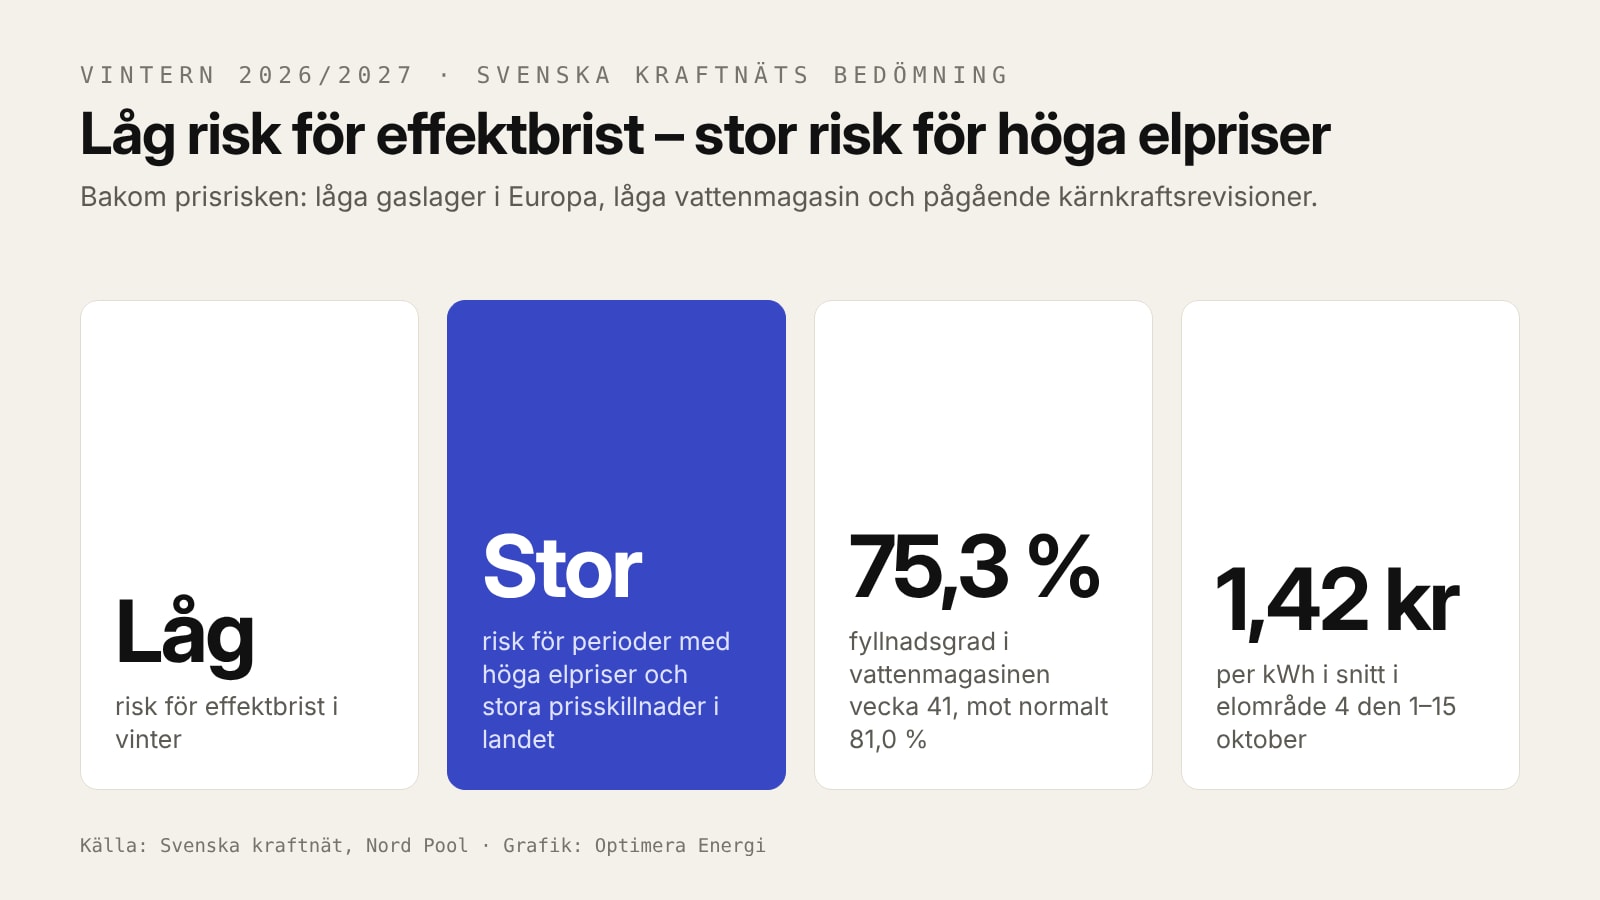 VINTERN 2026/2027 · SVENSKA KRAFTNÄTS BEDÖMNING
Låg risk för effektbrist – stor risk för höga elpriser
Bakom prisrisken: låga gaslager i Europa, låga vattenmagasin och pågående kärnkraftsrevisioner.
Låg
risk för effektbrist i
vinter
Stor
risk för perioder med
höga elpriser och
stora prisskillnader i
landet
75,3 %
fyllnadsgrad i
vattenmagasinen
vecka 41, mot normalt
81,0 %
1,42 kr
per kWh i snitt i
elområde 4 den 1–15
oktober
Källa: Svenska kraftnät, Nord Pool · Grafik: Optimera Energi